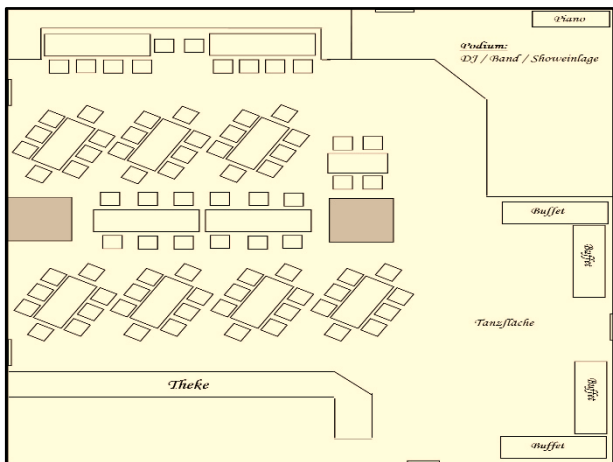 Piano
Podium:
DJ / Band / Showeinlage
Buffet
Buffet
Tanzfläche
Theke
Buffet
Buffet